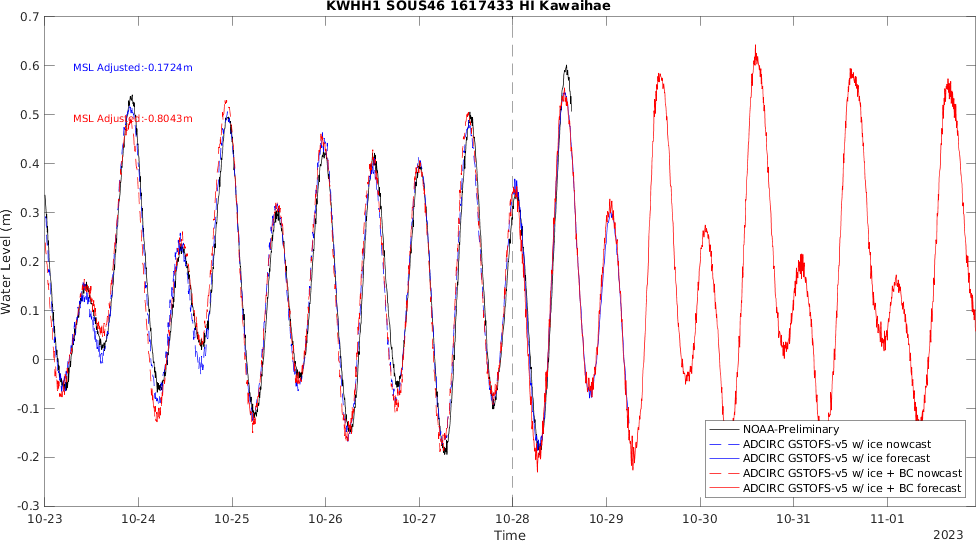 KWHH1 SOUS46 1617433 HI Kawaihae
MSL Adjusted:-0.1724m
MSL Adjusted:-0.8043m
Water Level (m)
0.7
0.6
0.5
0.4
0.3
0.2
0.1
0
-0.1
-0.2
-0.3
NOAA-Preliminary
ADCIRC GSTOFS-v5 w/ ice nowcast
ADCIRC GSTOFS-v5 w/ ice forecast
ADCIRC GSTOFS-v5 w/ ice + BC nowcast
ADCIRC GSTOFS-v5 w/ ice + BC forecast
10-23 10-24 10-25 10-26 10-27 10-28 10-29 10-30 10-31 11-01
Time
2023